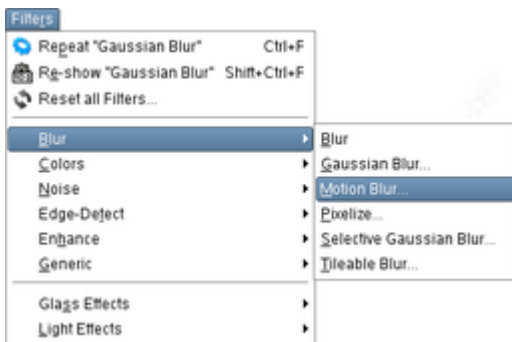 Filters
Repeat "Gaussian Blur" Ctrl+F
Re-show "Gaussian Blur" Shift+Ctrl+F
Reset all Filters...
Blur
Colors
Noise
Edge-Detect
Enhance
Generic
Glass Effects
Light Effects
Blur
Gaussian Blur...
Motion Blur...
Pixelize...
Selective Gaussian Blur...
Tileable Blur...